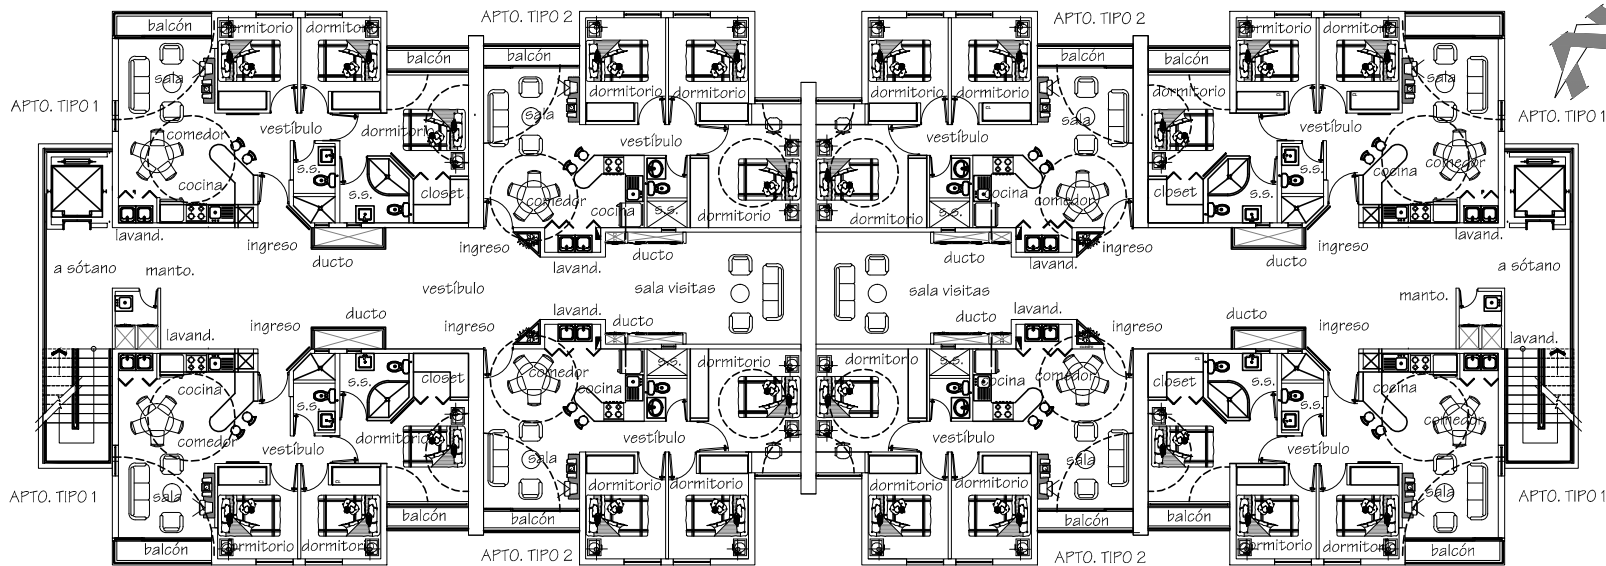 balcón
dormitorio
dormitorio
APTO. TIPO 2
APTO. TIPO 2
dormitorio
dormitorio
balcón
balcón
balcón
balcón
sala
dormitorio
dormitorio
dormitorio
dormitorio
sala
APTO. TIPO 1
sala
sala
APTO. TIPO 1
comedor
vestíbulo
dormitorio
vestíbulo
vestíbulo
dormitorio
vestíbulo
comedor
s.s.
s.s.
cocina
s.s.
closet
comedor
cocina
s.s.
dormitorio
dormitorio
s.s.
cocina
comedor
closet
s.s.
cocina
lavand.
ingreso
ducto
ingreso
lavand.
ducto
ducto
lavand.
ingreso
ducto
ingreso
lavand.
a sótano
manto.
vestíbulo
sala visitas
sala visitas
manto.
a sótano
lavand.
ingreso
ducto
ingreso
lavand.
ducto
ducto
lavand.
ingreso
ducto
ingreso
lavand.
cocina
s.s.
closet
comedor
cocina
s.s.
dormitorio
dormitorio
s.s.
cocina
comedor
closet
s.s.
cocina
s.s.
s.s.
comedor
vestíbulo
dormitorio
vestíbulo
vestíbulo
vestíbulo
comedor
APTO. TIPO 1
sala
sala
dormitorio
dormitorio
dormitorio
dormitorio
sala
sala
APTO. TIPO 1
balcón
balcón
balcón
balcón
balcón
dormitorio
dormitorio
APTO. TIPO 2
APTO. TIPO 2
dormitorio
dormitorio
balcón